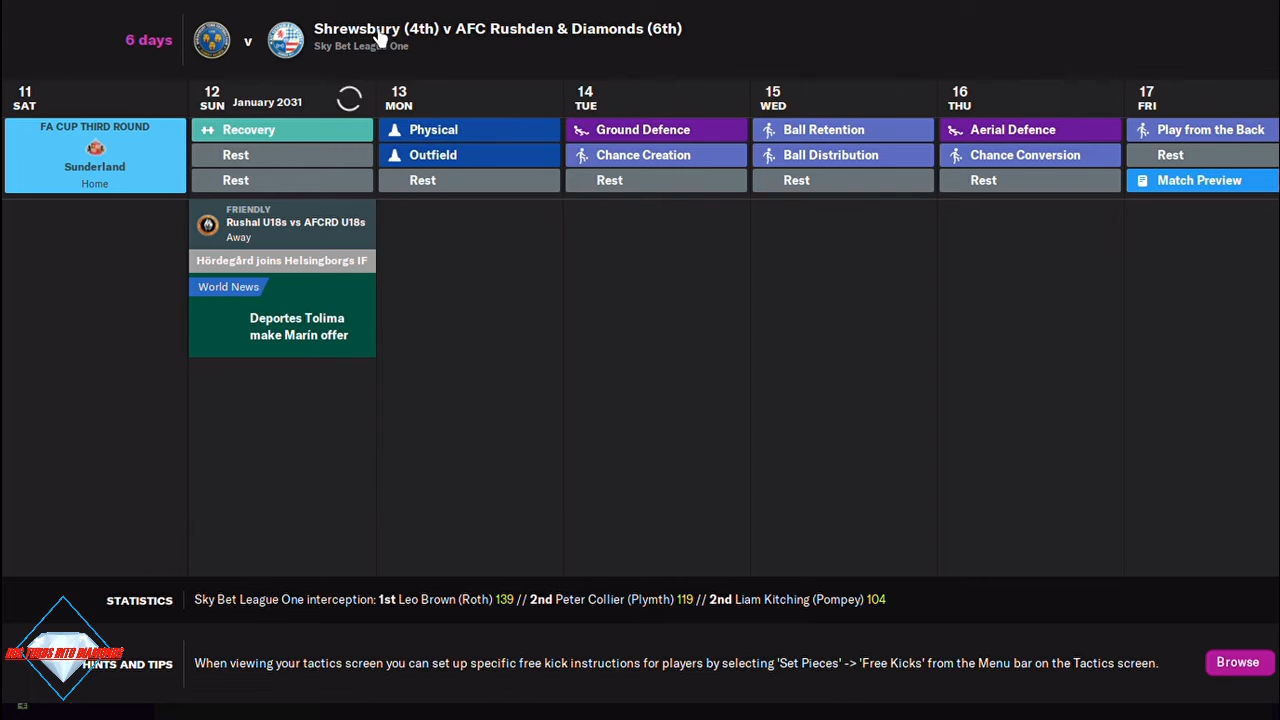 6 days
v
Shrewsbury (4th) v AFC Rushden & Diamonds (6th)
Sky Bet League One
11
SAT
12
SUN January 2031
13
MON
14
TUE
15
WED
16
THU
17
FRI
FA CUP THIRD ROUND
Sunderland
Home
Recovery
Rest
Rest
Physical
Outfield
Rest
Ground Defence
Chance Creation
Rest
Ball Retention
Ball Distribution
Rest
Aerial Defence
Chance Conversion
Rest
Play from the Back
Rest
Match Preview
FRIENDLY
Rushal U18s vs AFCRD U18s
Away
Hördegård joins Helsingborgs IF
World News
Deportes Tolima
make Marín offer
STATISTICS
Sky Bet League One interception: 1st Leo Brown (Roth) 139 // 2nd Peter Collier (Plymth) 119 // 2nd Liam Kitching (Pompey) 104
HINTS AND TIPS
When viewing your tactics screen you can set up specific free kick instructions for players by selecting 'Set Pieces' -> 'Free Kicks' from the Menu bar on the Tactics screen.
Browse
TURDS INTO DIAMONDS